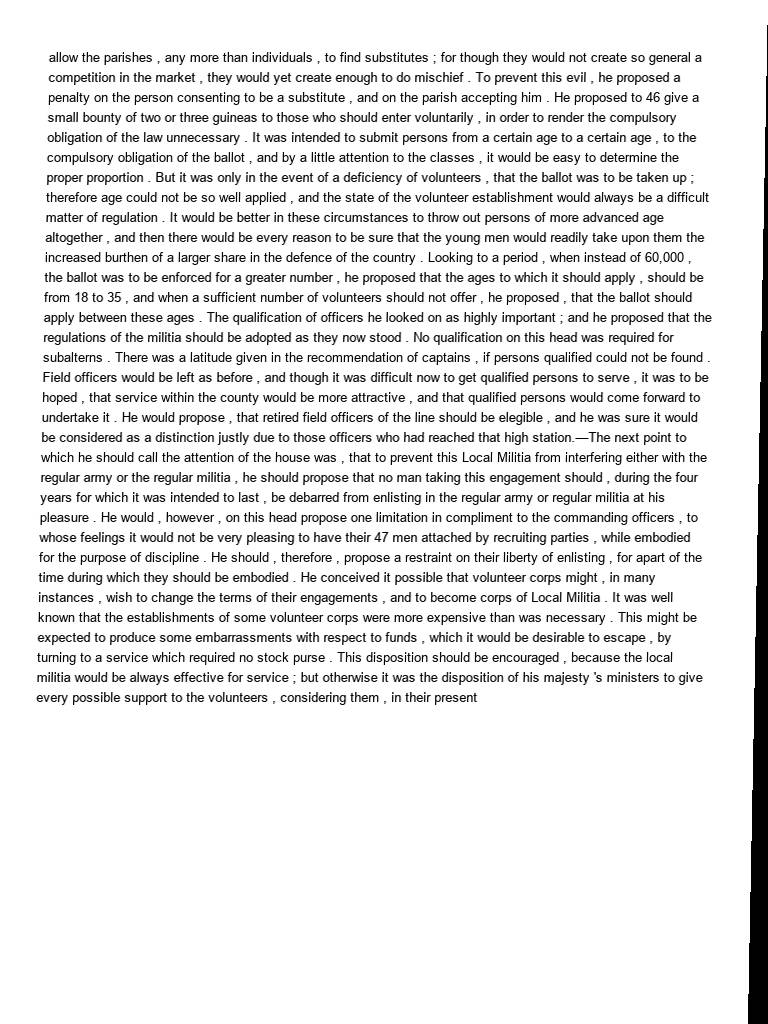 allow the parishes , any more than individuals , to find substitutes ; for though they would not create so general a
competition in the market , they would yet create enough to do mischief . To prevent this evil , he proposed a
penalty on the person consenting to be a substitute , and on the parish accepting him . He proposed to 46 give a
small bounty of two or three guineas to those who should enter voluntarily , in order to render the compulsory
obligation of the law unnecessary . It was intended to submit persons from a certain age to a certain age , to the
compulsory obligation of the ballot , and by a little attention to the classes , it would be easy to determine the
proper proportion . But it was only in the event of a deficiency of volunteers , that the ballot was to be taken up ;
therefore age could not be so well applied , and the state of the volunteer establishment would always be a difficult
matter of regulation . It would be better in these circumstances to throw out persons of more advanced age
altogether , and then there would be every reason to be sure that the young men would readily take upon them the
increased burthen of a larger share in the defence of the country . Looking to a period , when instead of 60,000 ,
the ballot was to be enforced for a greater number , he proposed that the ages to which it should apply , should be
from 18 to 35 , and when a sufficient number of volunteers should not offer , he proposed , that the ballot should
apply between these ages . The qualification of officers he looked on as highly important ; and he proposed that the
regulations of the militia should be adopted as they now stood . No qualification on this head was required for
subalterns . There was a latitude given in the recommendation of captains , if persons qualified could not be found .
Field officers would be left as before , and though it was difficult now to get qualified persons to serve , it was to be
hoped , that service within the county would be more attractive , and that qualified persons would come forward to
undertake it . He would propose , that retired field officers of the line should be elegible , and he was sure it would
be considered as a distinction justly due to those officers who had reached that high station.—The next point to
which he should call the attention of the house was , that to prevent this Local Militia from interfering either with the
regular army or the regular militia , he should propose that no man taking this engagement should , during the four
years for which it was intended to last , be debarred from enlisting in the regular army or regular militia at his
pleasure . He would , however , on this head propose one limitation in compliment to the commanding officers , to
whose feelings it would not be very pleasing to have their 47 men attached by recruiting parties , while embodied
for the purpose of discipline . He should , therefore , propose a restraint on their liberty of enlisting , for apart of the
time during which they should be embodied . He conceived it possible that volunteer corps might , in many
instances , wish to change the terms of their engagements , and to become corps of Local Militia . It was well
known that the establishments of some volunteer corps were more expensive than was necessary . This might be
expected to produce some embarrassments with respect to funds , which it would be desirable to escape , by
turning to a service which required no stock purse . This disposition should be encouraged , because the local
militia would be always effective for service ; but otherwise it was the disposition of his majesty 's ministers to give
every possible support to the volunteers , considering them , in their present